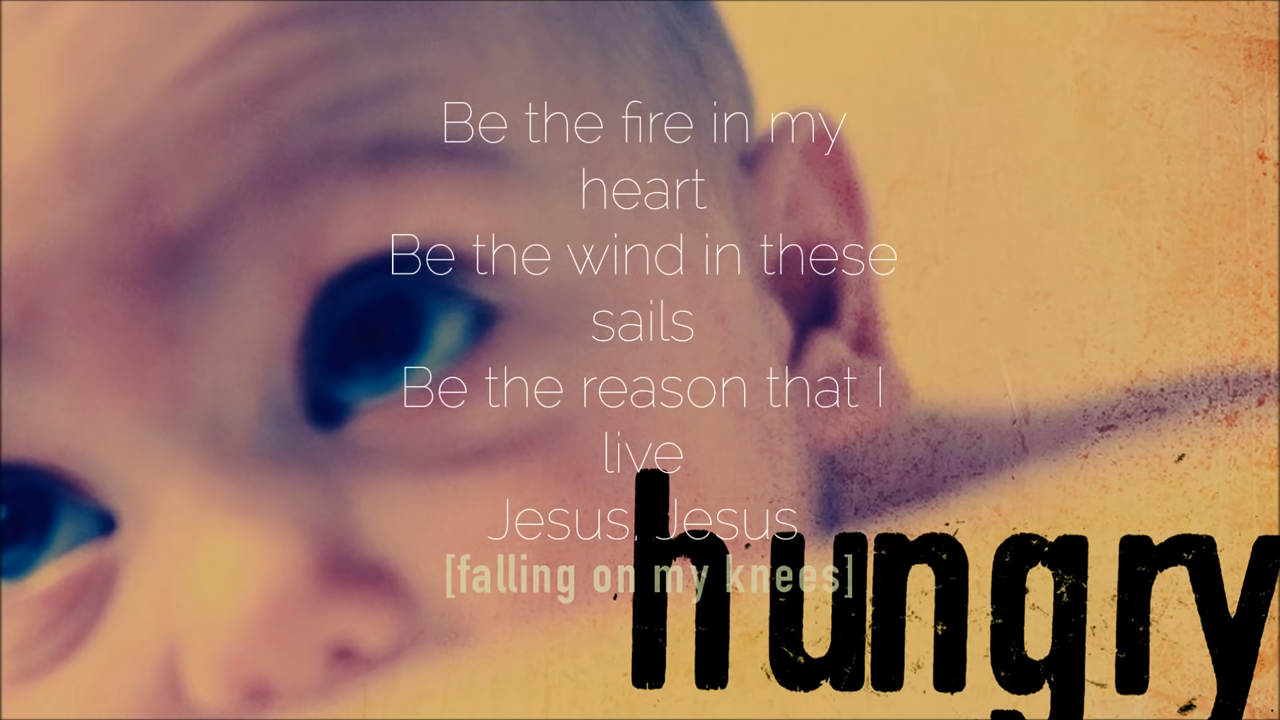 Be the fire in my
heart
Be the wind in these
sails
Be the reason that I
live
Jesus, Jesus
[falling on my knees]
hungry